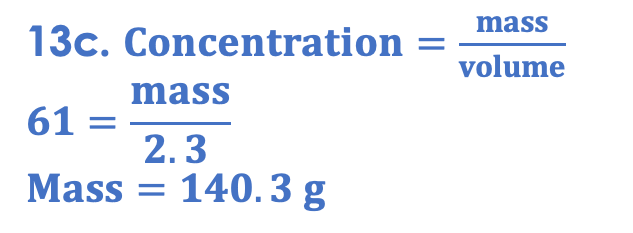 13c. Concentration = mass/volume
61 = mass/2.3
Mass = 140.3 g